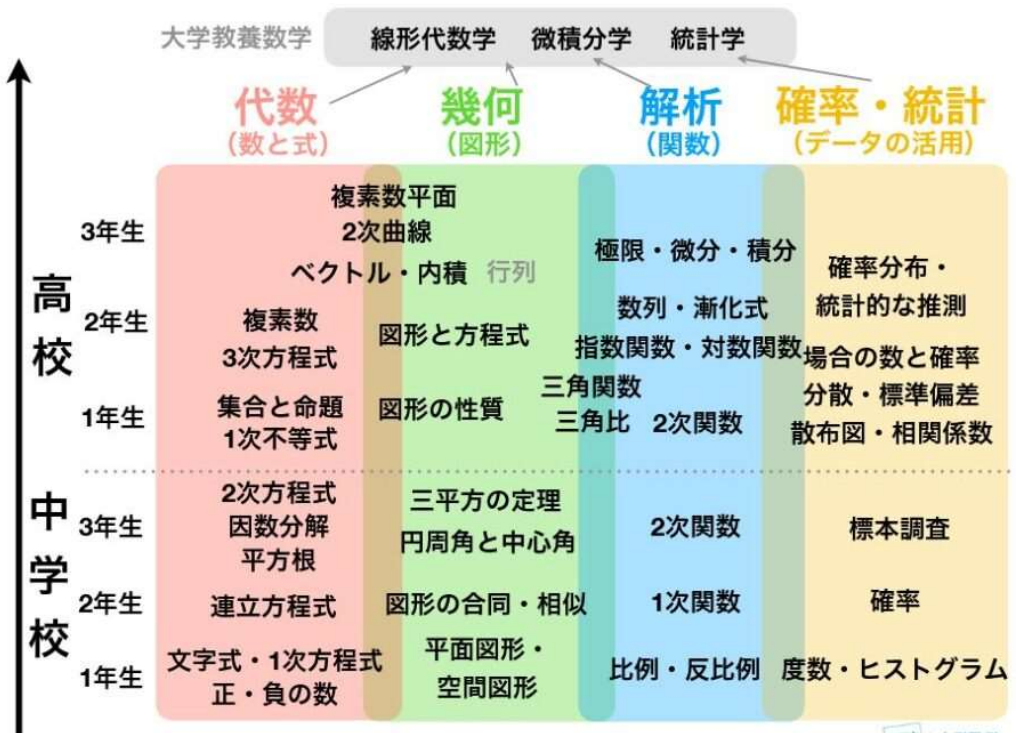 大学教養数学 線形代数学 微積分学 統計学
代数 幾何 解析 確率・統計
(数と式) (図形) (関数) (データの活用)
高校
3年生
複素数平面
2次曲線
ベクトル・内積 行列
極限・微分・積分
確率分布・
統計的な推測
2年生
複素数
3次方程式
図形と方程式
数列・漸化式
指数関数・対数関数
場合の数と確率
1年生
集合と命題
1次不等式
図形の性質
三角関数
三角比
2次関数
分散・標準偏差
散布図・相関係数
中学校
3年生
2次方程式
因数分解
平方根
三平方の定理
円周角と中心角
2次関数
標本調査
2年生
連立方程式
図形の合同・相似
1次関数
確率
1年生
文字式・1次方程式
正・負の数
平面図形・
空間図形
比例・反比例
度数・ヒストグラム